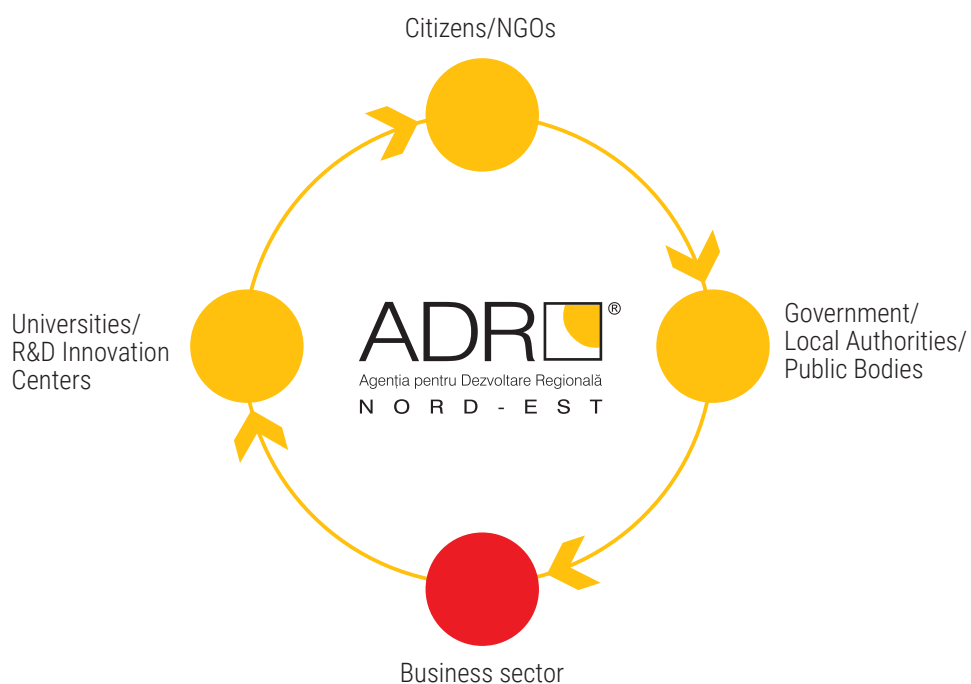 Citizens/NGOs
Universities/
R&D Innovation
Centers
ADR®
Agenția pentru Dezvoltare Regională
NORD-EST
Government/
Local Authorities/
Public Bodies
Business sector